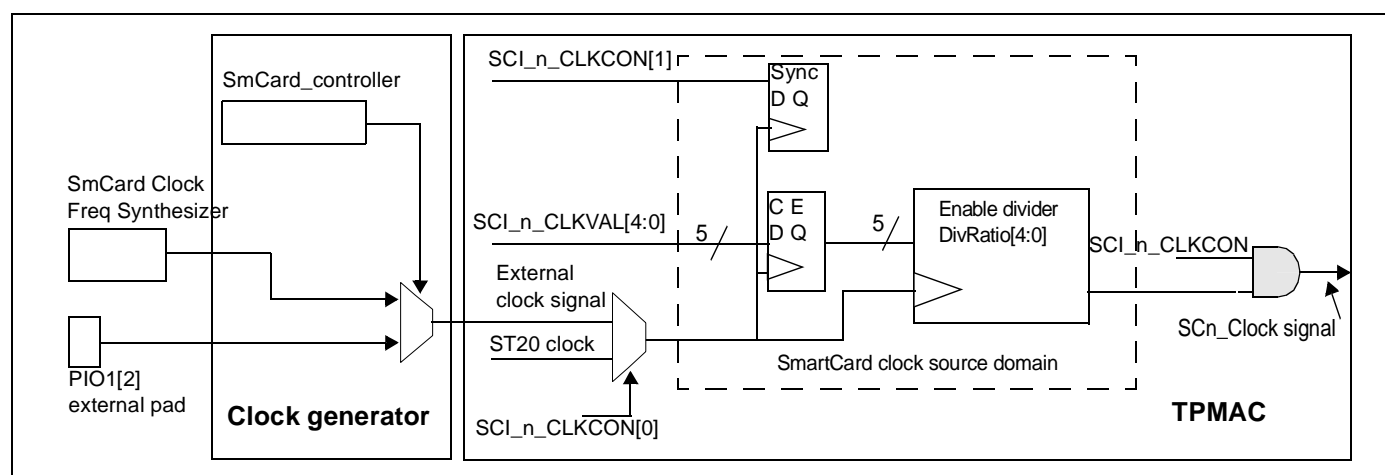 SmCard_controller
SmCard Clock
Freq Synthesizer
PIO1[2]
external pad
Clock generator
SCI_n_CLKCON[1]
Sync
D Q
SCI_n_CLKVAL[4:0]
5
C E
D Q
5
Enable divider
DivRatio[4:0]
SCI_n_CLKCON
External
clock signal
ST20 clock
SCI_n_CLKCON[0]
SmartCard clock source domain
SCn_Clock signal
TPMAC